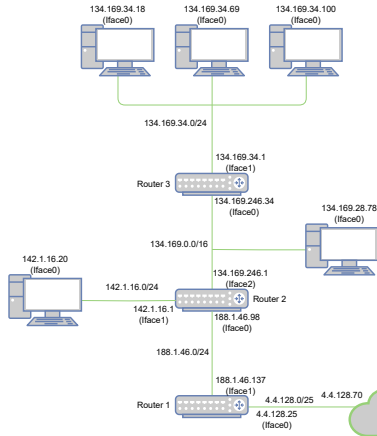 134.169.34.18
(Iface0)
134.169.34.69
(Iface0)
134.169.34.100
(Iface0)
134.169.34.0/24
134.169.34.1
(Iface1)
Router 3
134.169.246.34
(Iface0)
134.169.28.78
(Iface0)
134.169.0.0/16
142.1.16.20
(Iface0)
134.169.246.1
(Iface2)
142.1.16.0/24
Router 2
142.1.16.1
(Iface1)
188.1.46.98
(Iface0)
188.1.46.0/24
188.1.46.137
(Iface1)
Router 1
4.4.128.0/25
4.4.128.70
4.4.128.25
(Iface0)